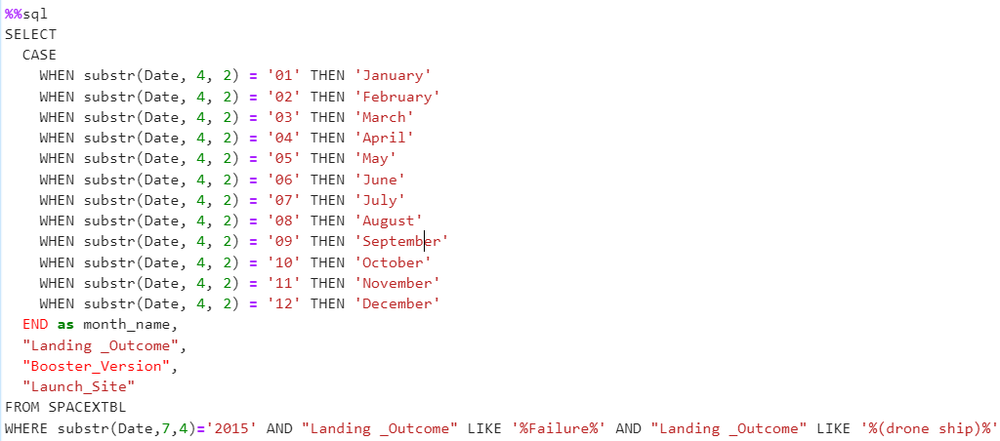 %%sql
SELECT
  CASE
    WHEN substr(Date, 4, 2) = '01' THEN 'January'
    WHEN substr(Date, 4, 2) = '02' THEN 'February'
    WHEN substr(Date, 4, 2) = '03' THEN 'March'
    WHEN substr(Date, 4, 2) = '04' THEN 'April'
    WHEN substr(Date, 4, 2) = '05' THEN 'May'
    WHEN substr(Date, 4, 2) = '06' THEN 'June'
    WHEN substr(Date, 4, 2) = '07' THEN 'July'
    WHEN substr(Date, 4, 2) = '08' THEN 'August'
    WHEN substr(Date, 4, 2) = '09' THEN 'September'
    WHEN substr(Date, 4, 2) = '10' THEN 'October'
    WHEN substr(Date, 4, 2) = '11' THEN 'November'
    WHEN substr(Date, 4, 2) = '12' THEN 'December'
  END as month_name,
  "Landing _Outcome",
  "Booster_Version",
  "Launch_Site"
FROM SPACEXTBL
WHERE substr(Date,7,4)='2015' AND "Landing _Outcome" LIKE '%Failure%' AND "Landing _Outcome" LIKE '%(drone ship)%'